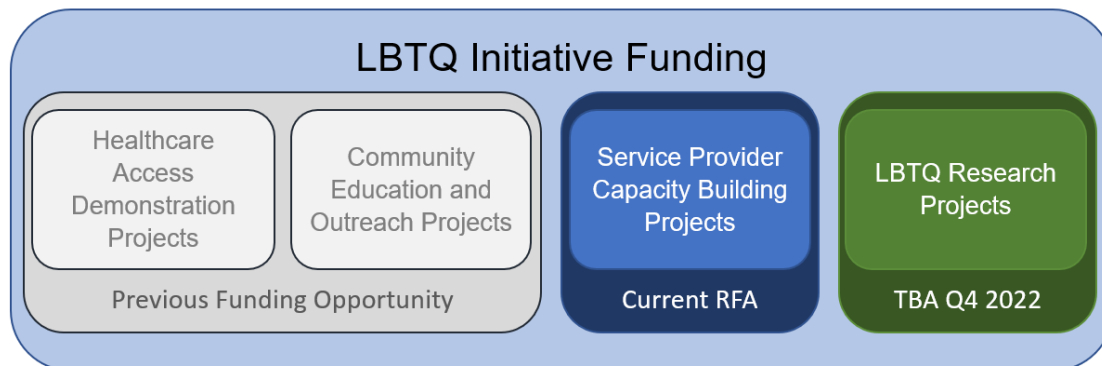 LBTQ Initiative Funding
Healthcare
Access
Demonstration
Projects
Community
Education and
Outreach Projects
Previous Funding Opportunity
Service Provider
Capacity Building
Projects
Current RFA
LBTQ Research
Projects
TBA Q4 2022